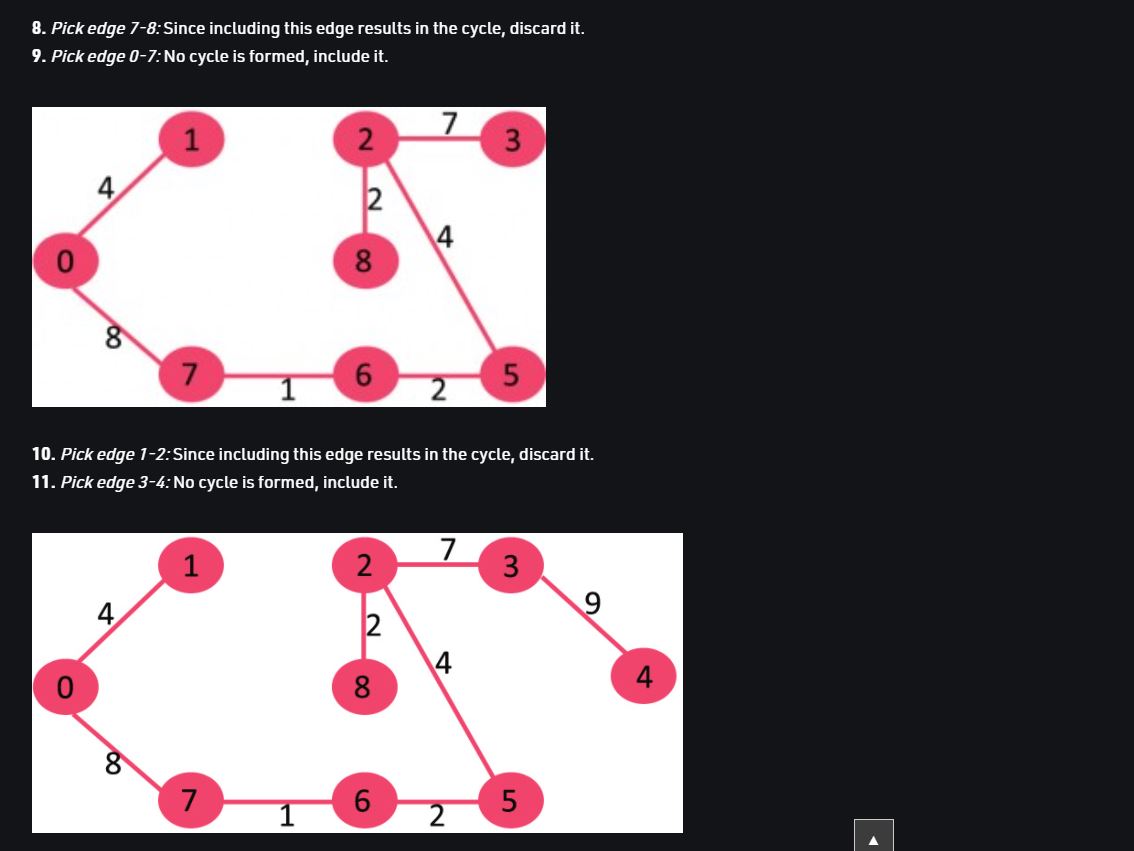 8. Pick edge 7-8: Since including this edge results in the cycle, discard it.
9. Pick edge 0-7: No cycle is formed, include it.
1 2 7 3
4 2
4
0 8
8
7 1 6 2 5
10. Pick edge 1-2: Since including this edge results in the cycle, discard it.
11. Pick edge 3-4: No cycle is formed, include it.
1 2 7 3
4 2 9
4
0 8 4
8
7 1 6 2 5